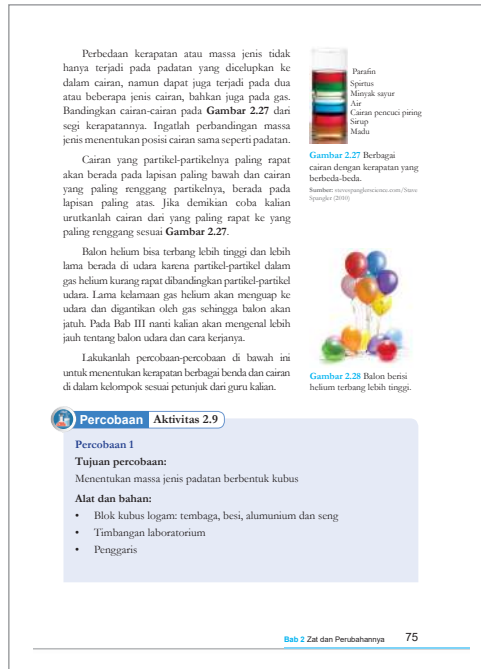 Perbedaan kerapatan atau massa jenis tidak
hanya terjadi pada padatan yang dicelupkan ke
dalam cairan, namun dapat juga terjadi pada dua
atau beberapa jenis cairan, bahkan juga pada gas.
Bandingkan cairan-cairan pada Gambar 2.27 dari
segi kerapatannya. Ingatlah perbandingan massa
jenis menentukan posisi cairan sama seperti padatan.
Cairan yang partikel-partikelnya paling rapat
akan berada pada lapisan paling bawah dan cairan
yang paling renggang partikelnya, berada pada
lapisan paling atas. Jika demikian coba kalian
urutkanlah cairan dari yang paling rapat ke yang
paling renggang sesuai Gambar 2.27.
Balon helium bisa terbang lebih tinggi dan lebih
lama berada di udara karena partikel-partikel dalam
gas helium kurang rapat dibandingkan partikel-partikel
udara. Lama kelamaan gas helium akan menguap ke
udara dan digantikan oleh gas sehingga balon akan
jatuh. Pada Bab III nanti kalian akan mengenal lebih
jauh tentang balon udara dan cara kerjanya.
Lakukanlah percobaan-percobaan di bawah ini
untuk menentukan kerapatan berbagai benda dan cairan
di dalam kelompok sesuai petunjuk dari guru kalian.
Parafin
Spirtus
Minyak sayur
Air
Cairan pencuci piring
Sirup
Madu
Gambar 2.27 Berbagai
cairan dengan kerapatan yang
berbeda-beda.
Sumber: stevespanglerscience.com/Steve
Spangler (2010)
Gambar 2.28 Balon berisi
helium terbang lebih tinggi.
Percobaan Aktivitas 2.9
Percobaan 1
Tujuan percobaan:
Menentukan massa jenis padatan berbentuk kubus
Alat dan bahan:
• Blok kubus logam: tembaga, besi, alumunium dan seng
• Timbangan laboratorium
• Penggaris
Bab 2 Zat dan Perubahannya 75